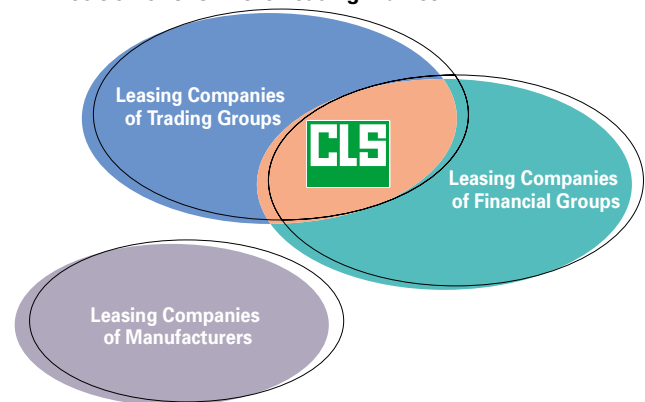 Leasing Companies
of Trading Groups
CLS
Leasing Companies
of Financial Groups
Leasing Companies
of Manufacturers